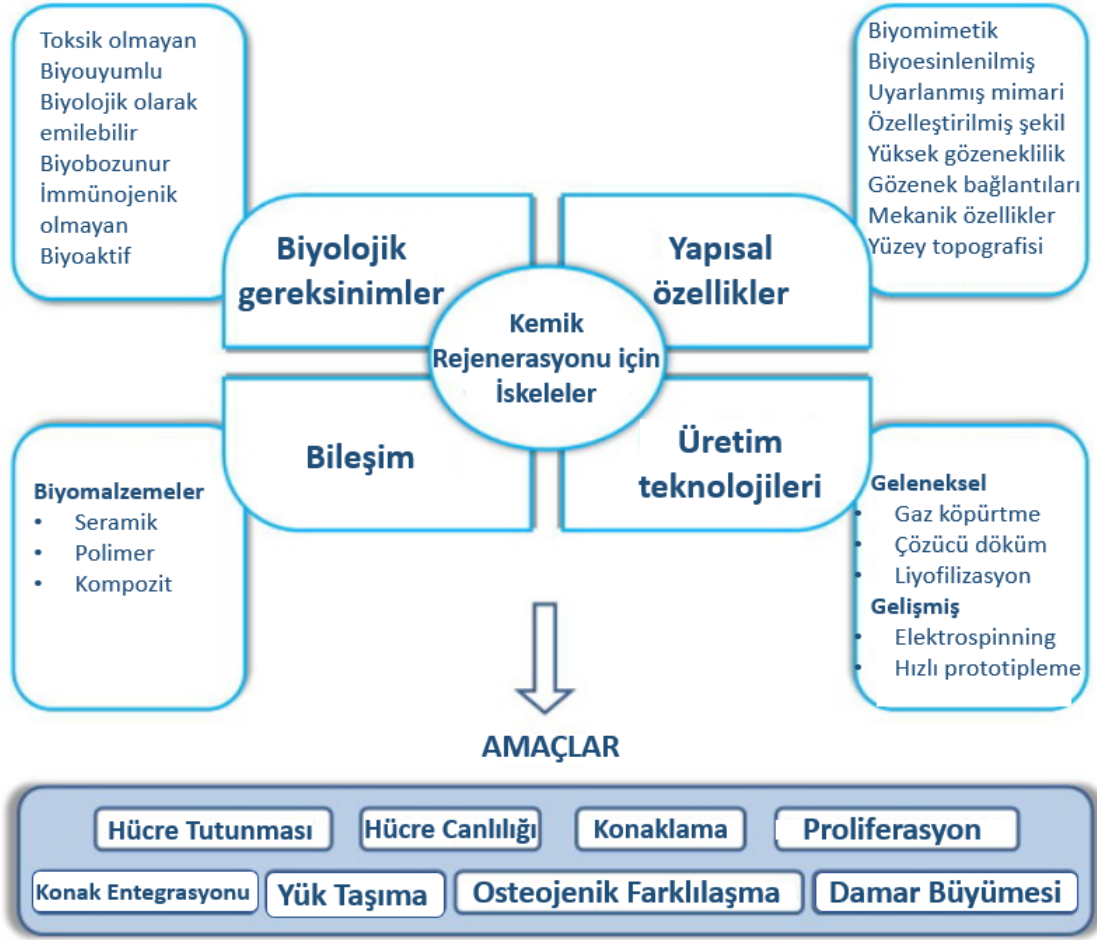 Toksik olmayan
Biyouyumlu
Biyolojik olarak
emilebilir
Biyobozunur
İmmünojenik
olmayan
Biyoaktif
Biyomimetik
Biyoesinlenilmiş
Uyarlanmış mimari
Özelleştirilmiş şekil
Yüksek gözeneklilik
Gözenek bağlantıları
Mekanik özellikler
Yüzey topografisi
Biyolojik
gereksinimler
Yapısal
özellikler
Kemik
Rejenerasyonu için
İskeleler
Bileşim
Üretim
teknolojileri
Biyomalzemeler
• Seramik
• Polimer
• Kompozit
Geleneksel
• Gaz köpürtme
• Çözücü döküm
• Liyofilizasyon
Gelişmiş
• Elektrospinning
• Hızlı prototipleme
AMAÇLAR
Hücre Tutunması
Hücre Canlılığı
Konaklama
Proliferasyon
Konak Entegrasyonu
Yük Taşıma
Osteojenik Farklılaşma
Damar Büyümesi